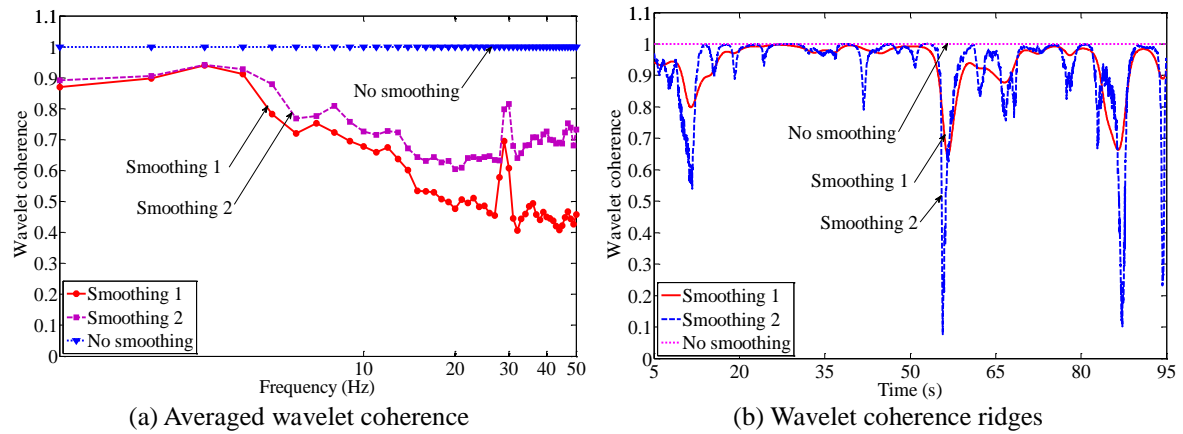 1.1
1
0.9
0.8
0.7
0.6
0.5
0.4
0.3
0.2
0.1
0
Wavelet coherence
No smoothing
Smoothing 1
Smoothing 2
Smoothing 1
Smoothing 2
No smoothing
10 20 30 40 50
Frequency (Hz)
(a) Averaged wavelet coherence
1.1
1
0.9
0.8
0.7
0.6
0.5
0.4
0.3
0.2
0.1
0
Wavelet coherence
No smoothing
Smoothing 1
Smoothing 2
Smoothing 1
Smoothing 2
No smoothing
5 20 35 50 65 80 95
Time (s)
(b) Wavelet coherence ridges